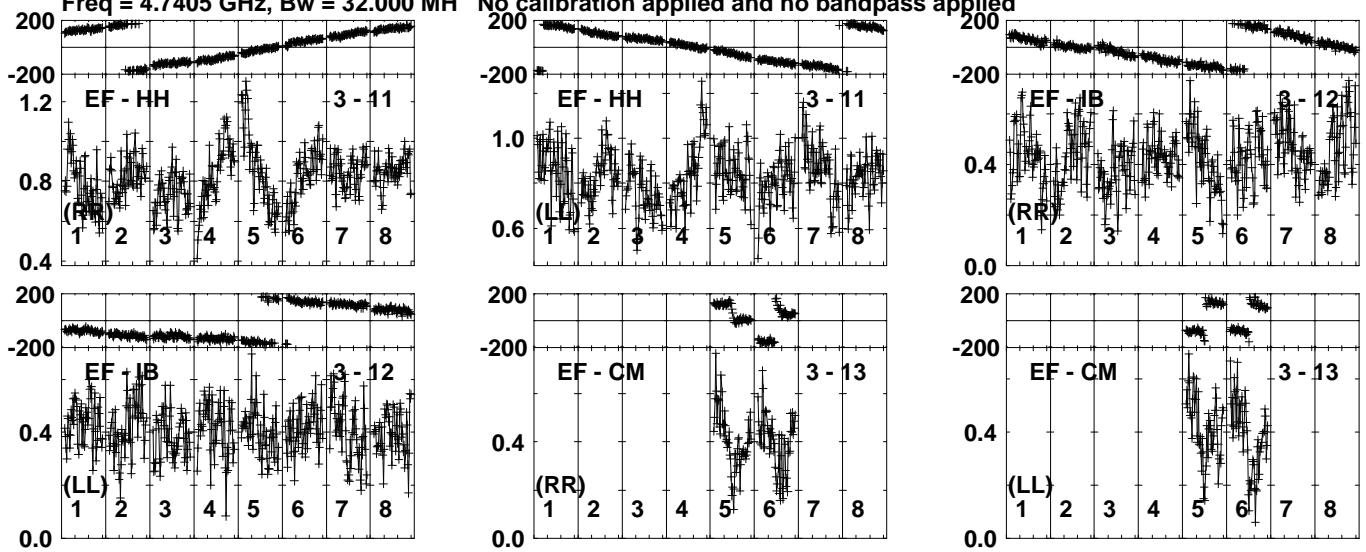 Freq = 4.7405 GHz, Bw = 32.000 MH No calibration applied and no bandpass applied
200
-200
EF - HH 3 - 11
1.2
0.8
0.4
(RR)
1 2 3 4 5 6 7 8
EF - HH 3 - 11
1.0
0.6
(LL)
1 2 3 4 5 6 7 8
200
-200
EF - IB 3 - 12
0.4
0.0
(RR)
1 2 3 4 5 6 7 8
200
-200
EF - IB 3 - 12
0.4
0.0
(LL)
1 2 3 4 5 6 7 8
200
-200
EF - CM 3 - 13
0.4
0.0
(RR)
1 2 3 4 5 6 7 8
200
-200
EF - CM 3 - 13
0.4
0.0
(LL)
1 2 3 4 5 6 7 8
200
-200